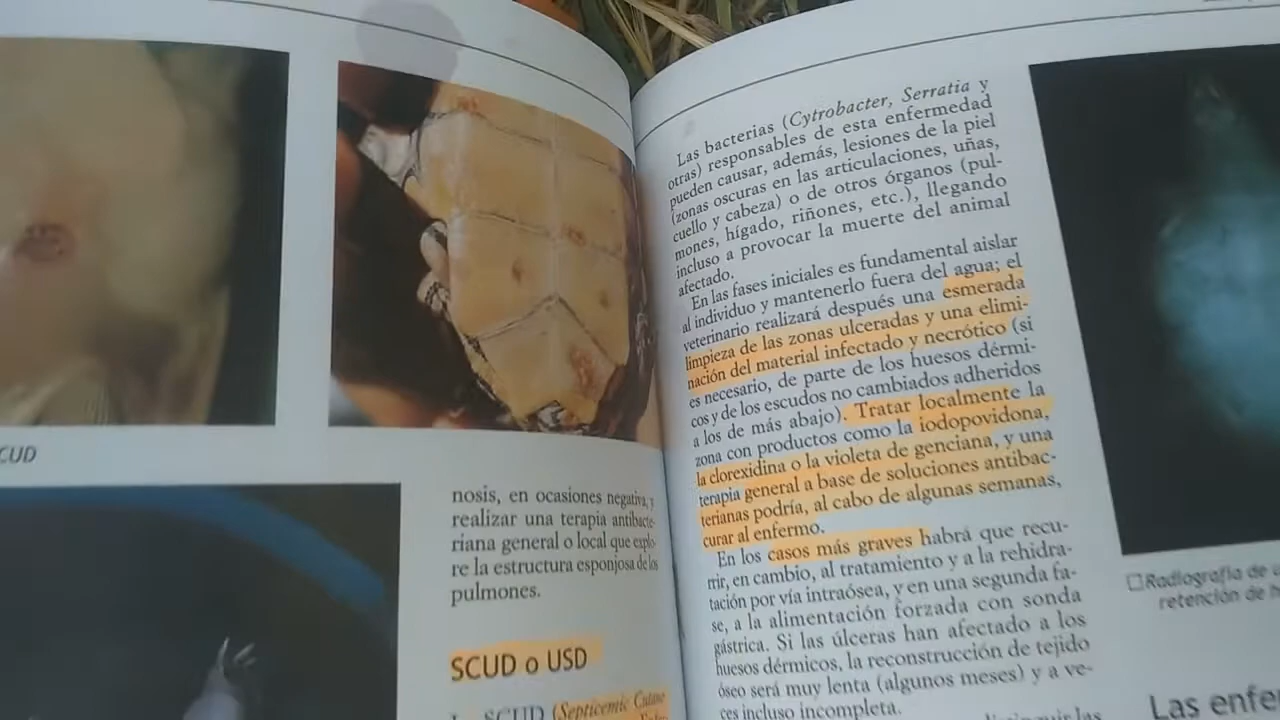 CUD
nosis, en ocasiones negativa, y
realizar una terapia antibacte-
riana general o local que explo-
re la estructura esponjosa de los
pulmones.
SCUD o USD
SCUD (Septicemic Cutane
Las bacterias (Cytrobacter, Serratia y
otras) responsables de esta enfermedad
pueden causar, además, lesiones de la piel
(zonas oscuras en las articulaciones, uñas,
cuello y cabeza) o de otros órganos (pul-
mones, hígado, riñones, etc.), llegando
incluso a provocar la muerte del animal
afectado.
En las fases iniciales es fundamental aislar
al individuo y mantenerlo fuera del agua; el
veterinario realizará después una esmerada
limpieza de las zonas ulceradas y una elimi-
nación del material infectado y necrótico (si
es necesario, de parte de los huesos dérmi-
cos y de los escudos no cambiados adheridos
a los de más abajo). Tratar localmente la
zona con productos como la iodopovidona,
la clorexidina o la violeta de genciana, y una
terapia general a base de soluciones antibac-
terianas podría, al cabo de algunas semanas,
curar al enfermo.
En los casos más graves habrá que recu-
rrir, en cambio, al tratamiento y a la rehidra-
tación por vía intraósea, y en una segunda fa-
se, a la alimentación forzada con sonda
gástrica. Si las úlceras han afectado a los
huesos dérmicos, la reconstrucción de tejido
óseo será muy lenta (algunos meses) y a ve-
ces incluso incompleta.
Radiografía de
retención de h
Las enfe